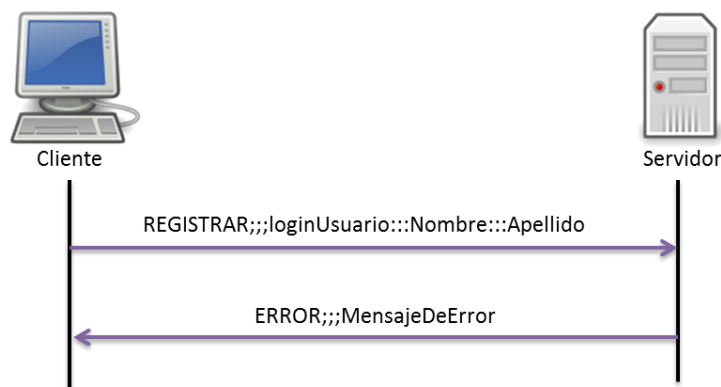 Cliente
Servidor
REGISTRAR;;;loginUsuario:::Nombre:::Apellido
ERROR;;;MensajeDeError